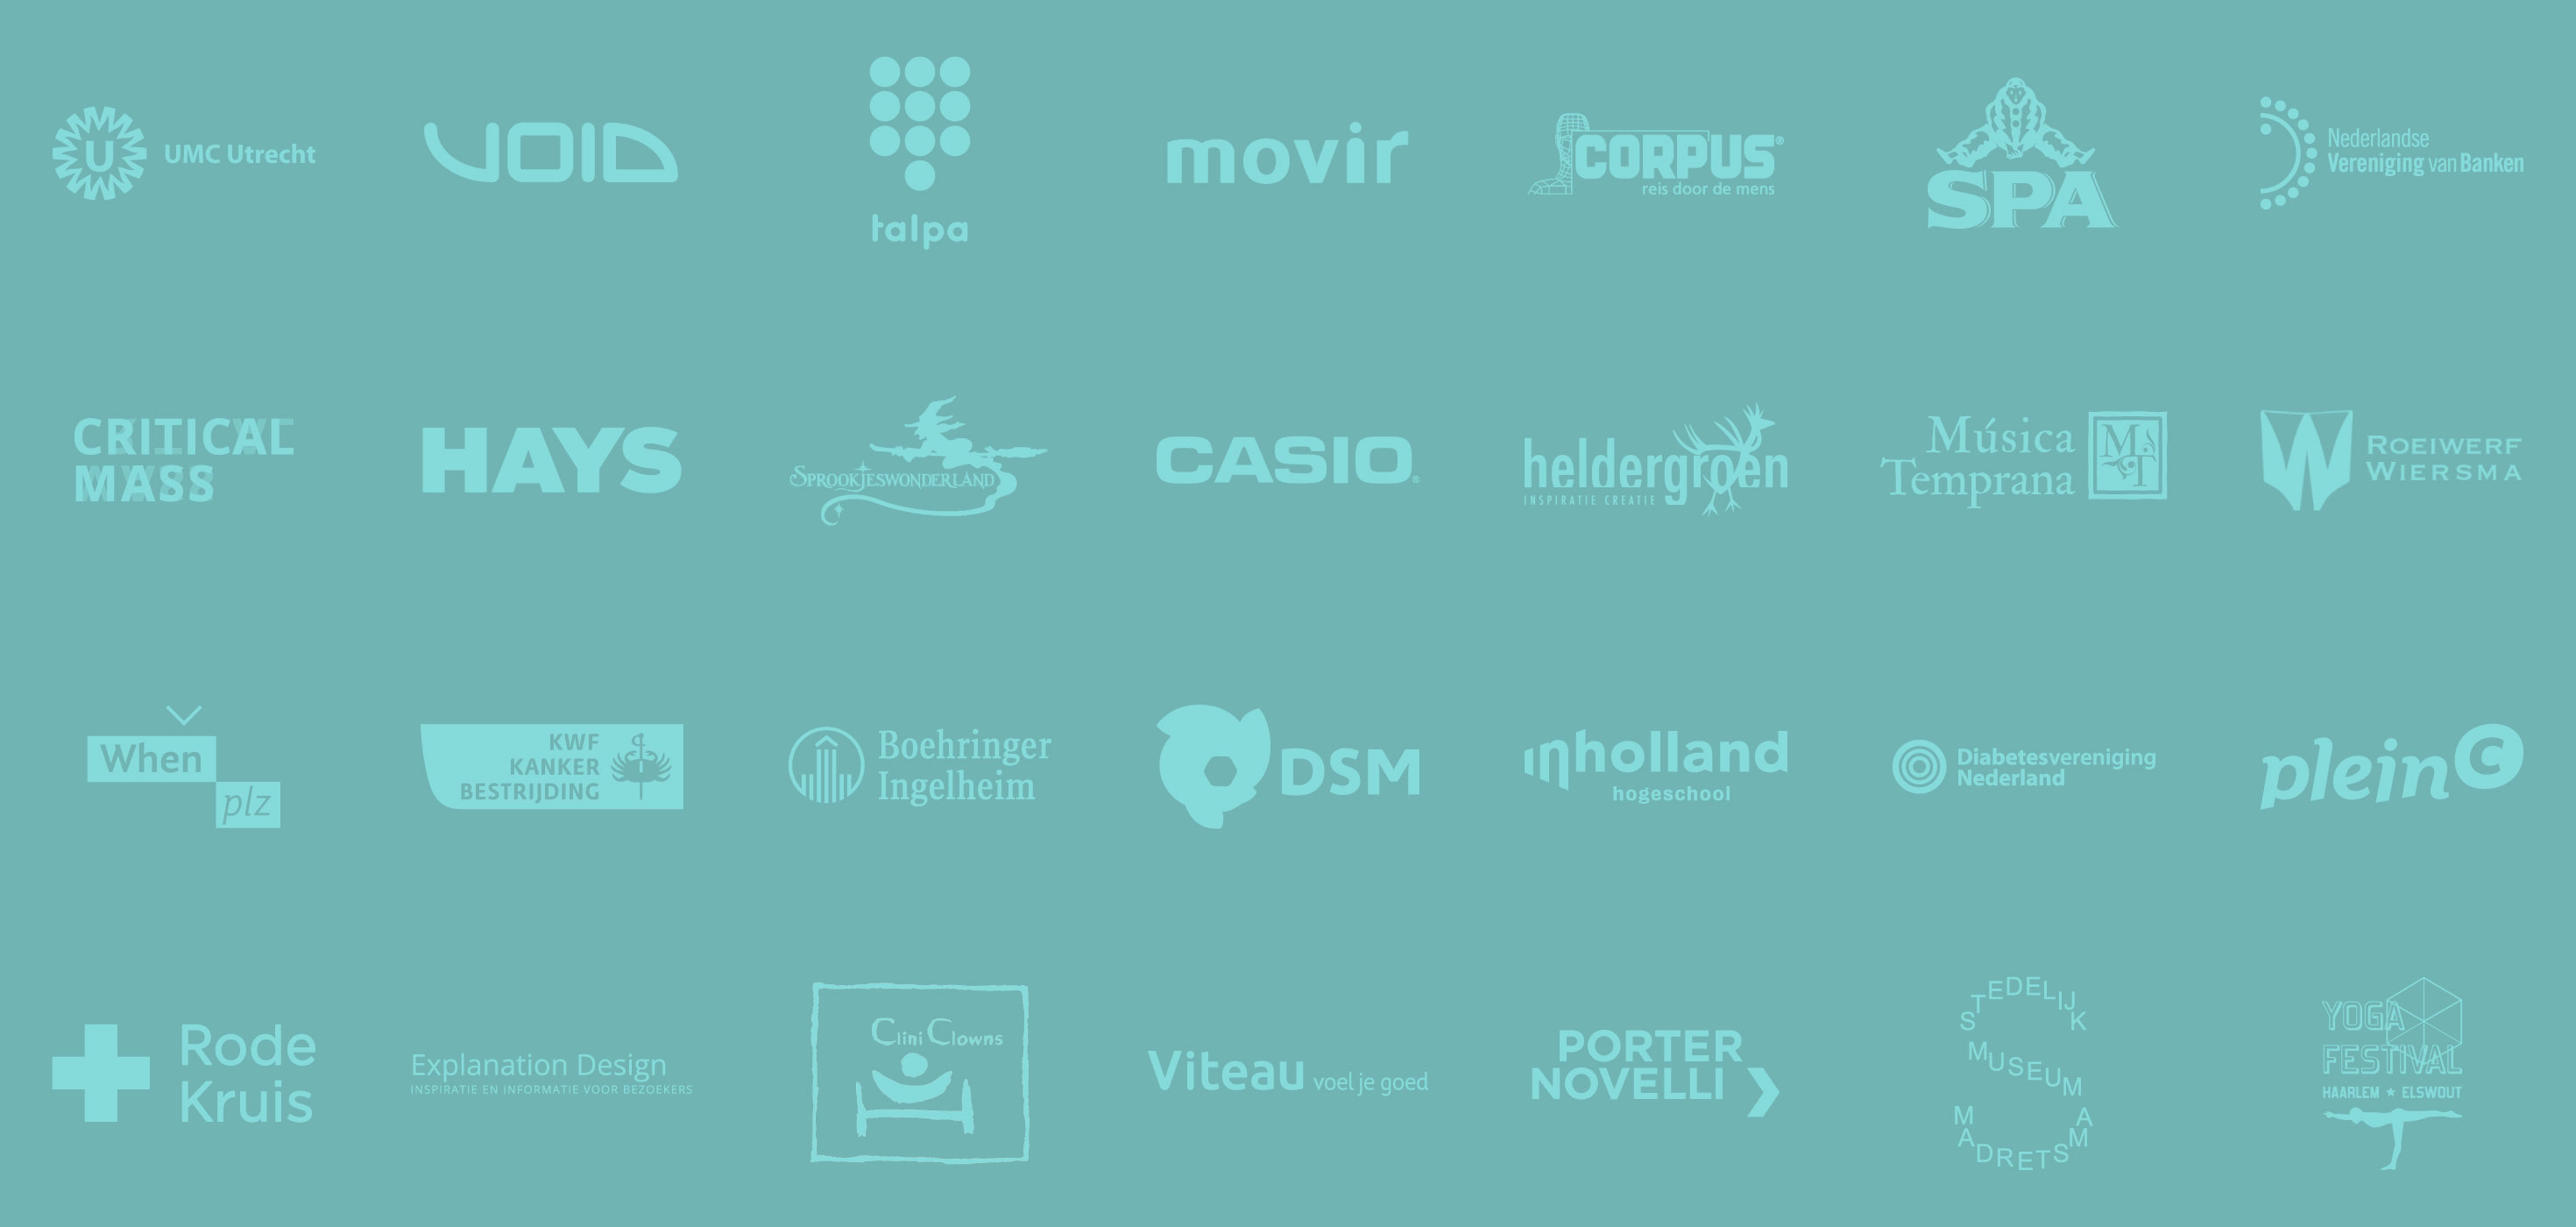 U UMC Utrecht
VOID
talpa
movir
CORPUS®
reis door de mens
SPA
Nederlandse
Vereniging van Banken
CRITICAL
MASS
HAYS
SPROOKJESWONDERLAND
CASIO®
heldergroen
INSPIRATIE CREATIE
Música
Temprana
MT
ROEIWERF
WIERSMA
When
plz
KWF
KANKER
BESTRIJDING
Boehringer
Ingelheim
DSM
inholland
hogeschool
Diabetesvereniging
Nederland
pleinC
Rode
Kruis
Explanation Design
INSPIRATIE EN INFORMATIE VOOR BEZOEKERS
Clini Clowns
Viteau voel je goed
PORTER
NOVELLI
STEDELIJK
MUSEUM
AMSTERDAM
YOGA
FESTIVAL
HAARLEM ★ ELSWOUT